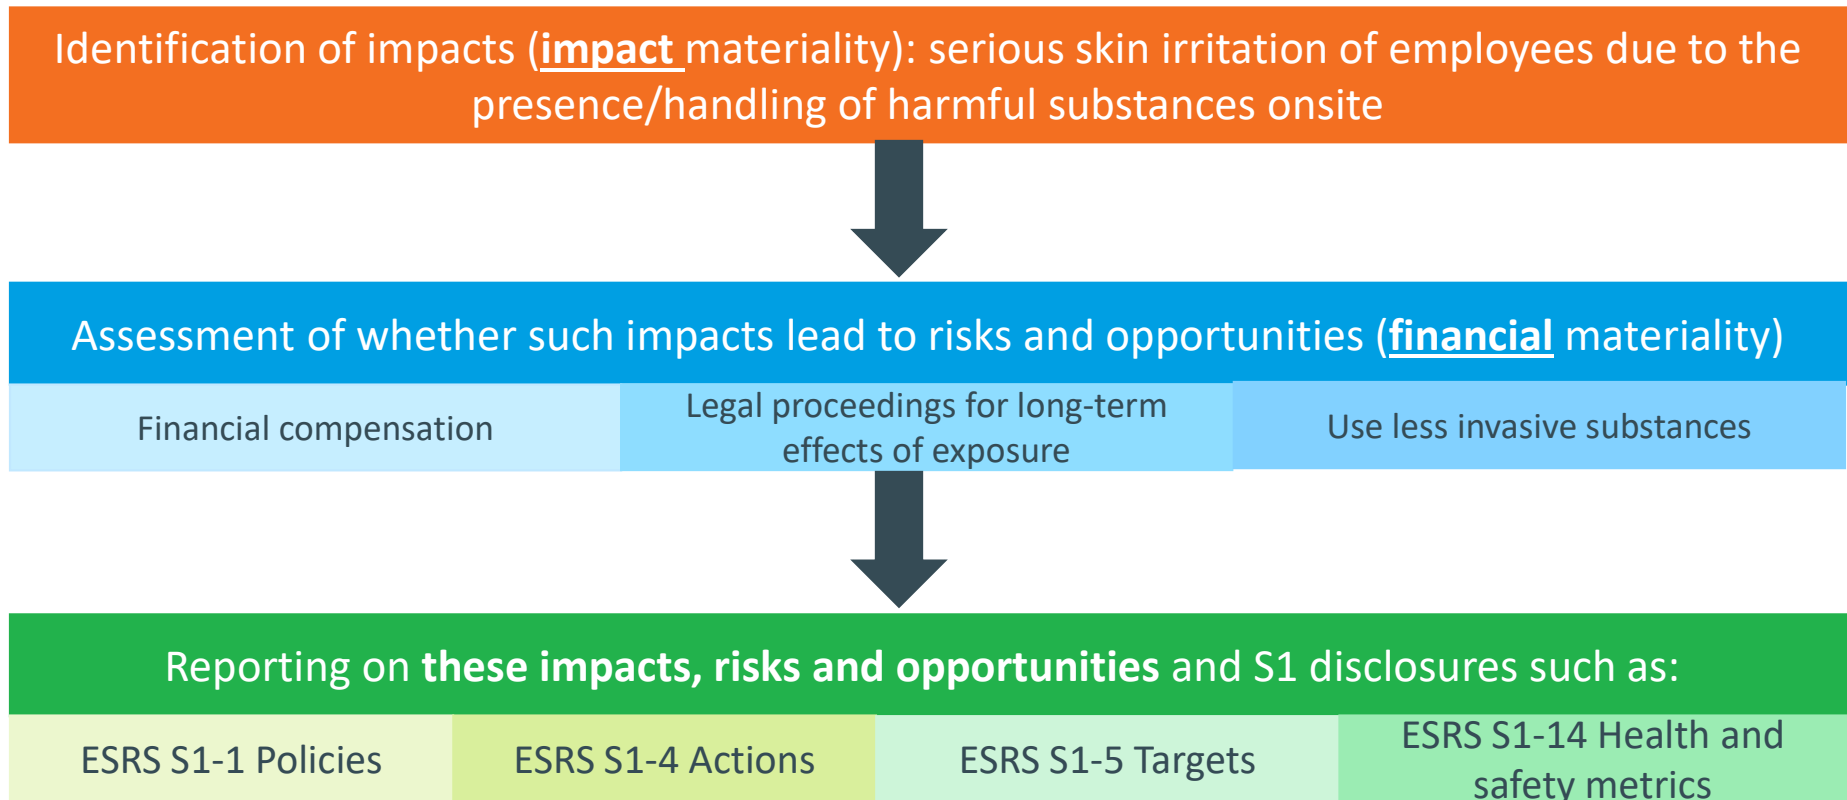 Identification of impacts (impact materiality): serious skin irritation of employees due to the
presence/handling of harmful substances onsite
Assessment of whether such impacts lead to risks and opportunities (financial materiality)
Financial compensation
Legal proceedings for long-term
effects of exposure
Use less invasive substances
Reporting on these impacts, risks and opportunities and S1 disclosures such as:
ESRS S1-1 Policies
ESRS S1-4 Actions
ESRS S1-5 Targets
ESRS S1-14 Health and
safety metrics